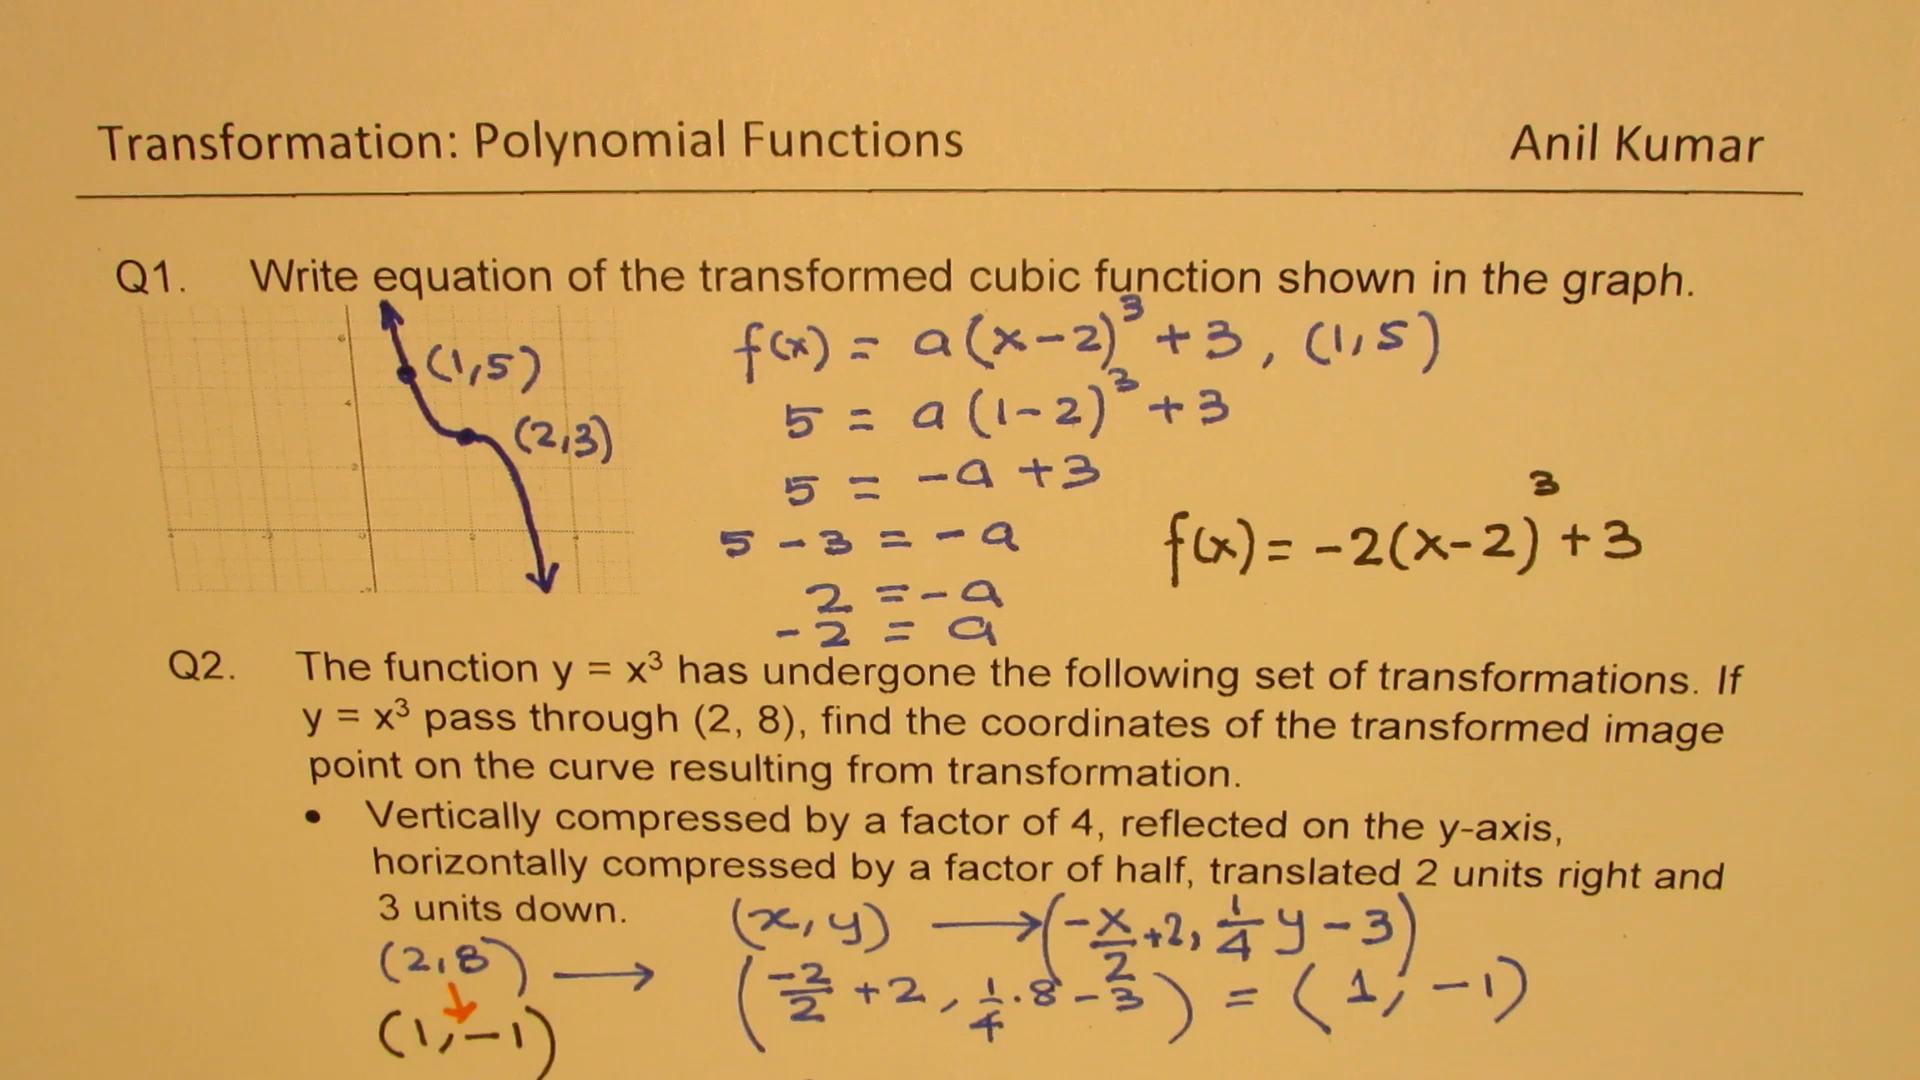 Transformation: Polynomial Functions Anil Kumar
Q1. Write equation of the transformed cubic function shown in the graph.
(1,5)
(2,3)
f(x) = a(x-2)³ + 3, (1,5)
5 = a(1-2)³ + 3
5 = -a + 3
5 - 3 = -a
2 = -a
-2 = a
f(x) = -2(x-2)³ + 3
Q2. The function y = x³ has undergone the following set of transformations. If
y = x³ pass through (2, 8), find the coordinates of the transformed image
point on the curve resulting from transformation.
• Vertically compressed by a factor of 4, reflected on the y-axis,
horizontally compressed by a factor of half, translated 2 units right and
3 units down.
(x, y) → (-x/2 + 2, 1/4 y - 3)
(2,8) → (-2/2 + 2, 1/4 · 8 - 3) = (1, -1)
(1, -1)